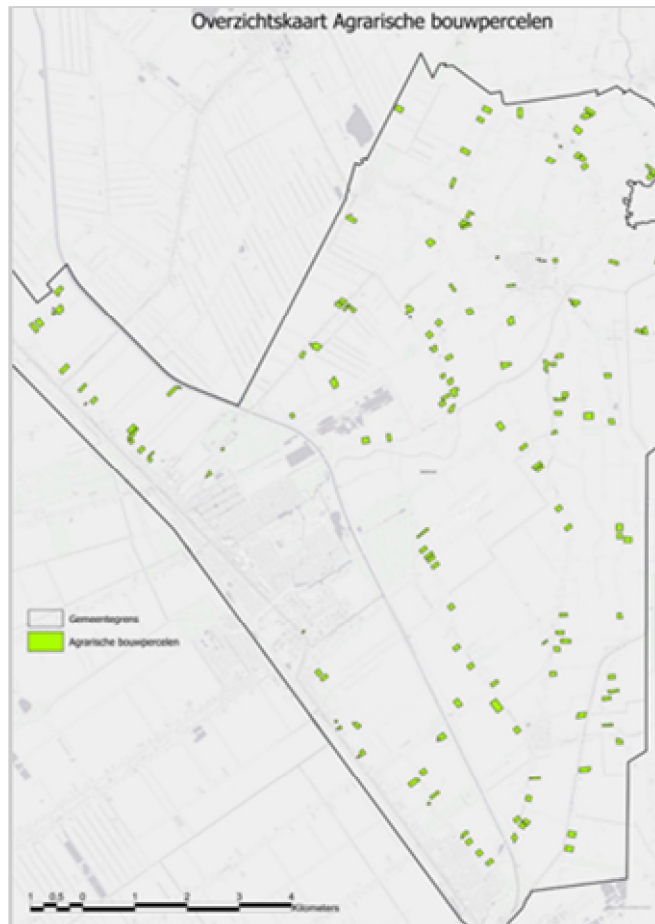 Overzichtskaart Agrarische bouwpercelen
Gemeentegrens
Agrarische bouwpercelen
1 0,5 0 1 2 3 4
Kilometers